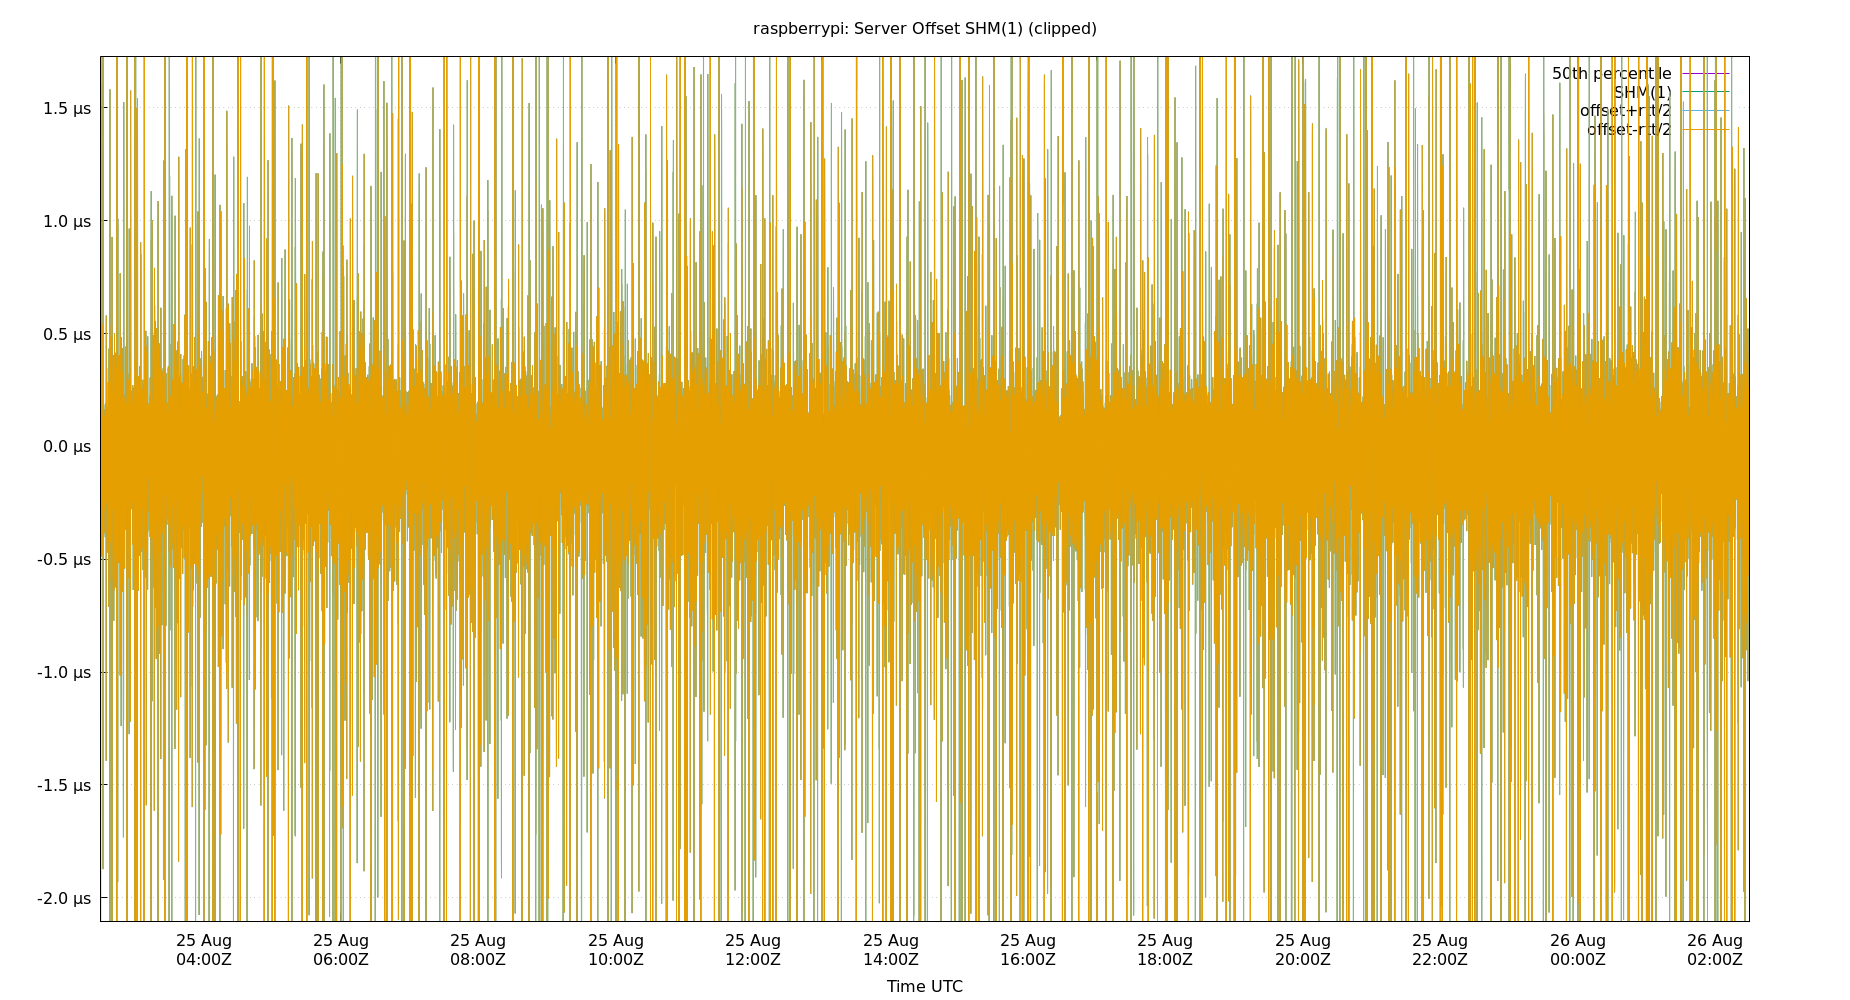 raspberrypi: Server Offset SHM(1) (clipped)
50th percentile
SHM(1)
offset+rtt/2
offset-rtt/2
1.5 µs
1.0 µs
0.5 µs
0.0 µs
-0.5 µs
-1.0 µs
-1.5 µs
-2.0 µs
25 Aug 25 Aug 25 Aug 25 Aug 25 Aug 25 Aug 25 Aug 25 Aug 25 Aug 25 Aug 26 Aug 26 Aug
04:00Z 06:00Z 08:00Z 10:00Z 12:00Z 14:00Z 16:00Z 18:00Z 20:00Z 22:00Z 00:00Z 02:00Z
Time UTC